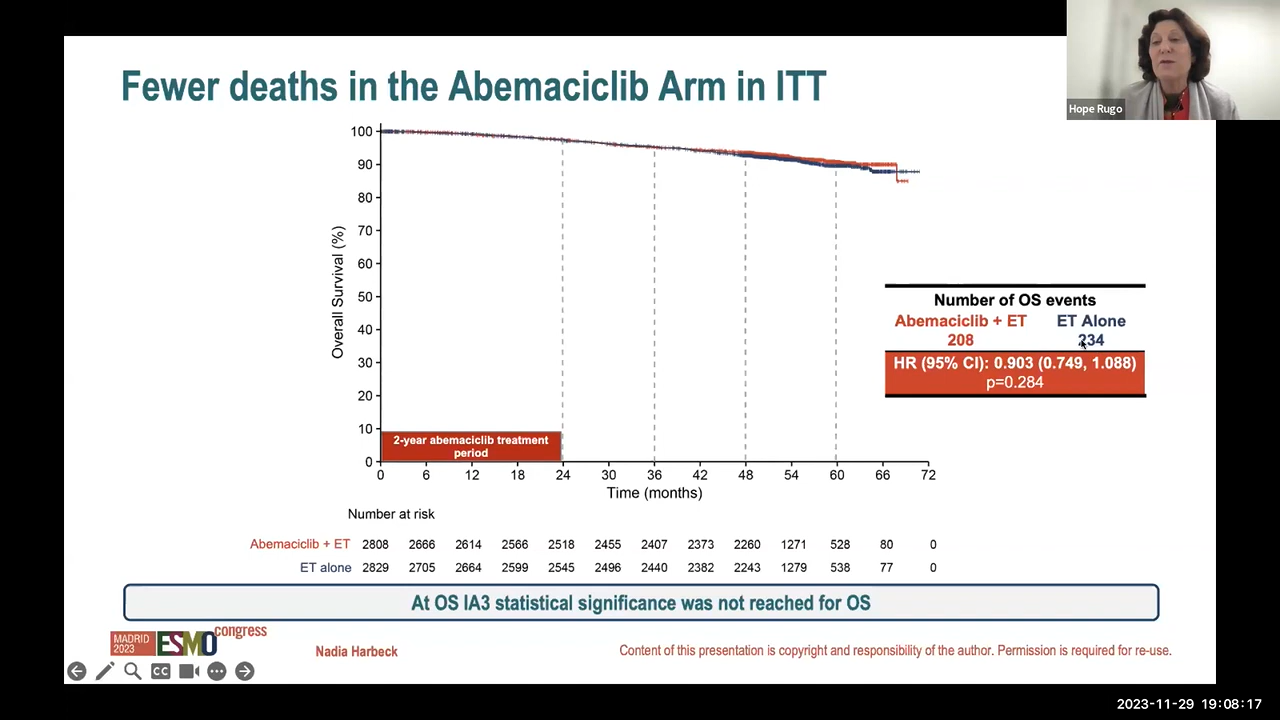 Hope Rugo
Fewer deaths in the Abemaciclib Arm in ITT
100
90
80
70
60
50
40
30
20
10
0
Overall Survival (%)
2-year abemaciclib treatment
period
0 6 12 18 24 30 36 42 48 54 60 66 72
Time (months)
Number of OS events
Abemaciclib + ET ET Alone
208 234
HR (95% CI): 0.903 (0.749, 1.088)
p=0.284
Number at risk
Abemaciclib + ET 2808 2666 2614 2566 2518 2455 2407 2373 2260 1271 528 80 0
ET alone 2829 2705 2664 2599 2545 2496 2440 2382 2243 1279 538 77 0
At OS IA3 statistical significance was not reached for OS
MADRID
2023
ESMO congress
Nadia Harbeck
Content of this presentation is copyright and responsibility of the author. Permission is required for re-use.
CC
2023-11-29 19:08:17